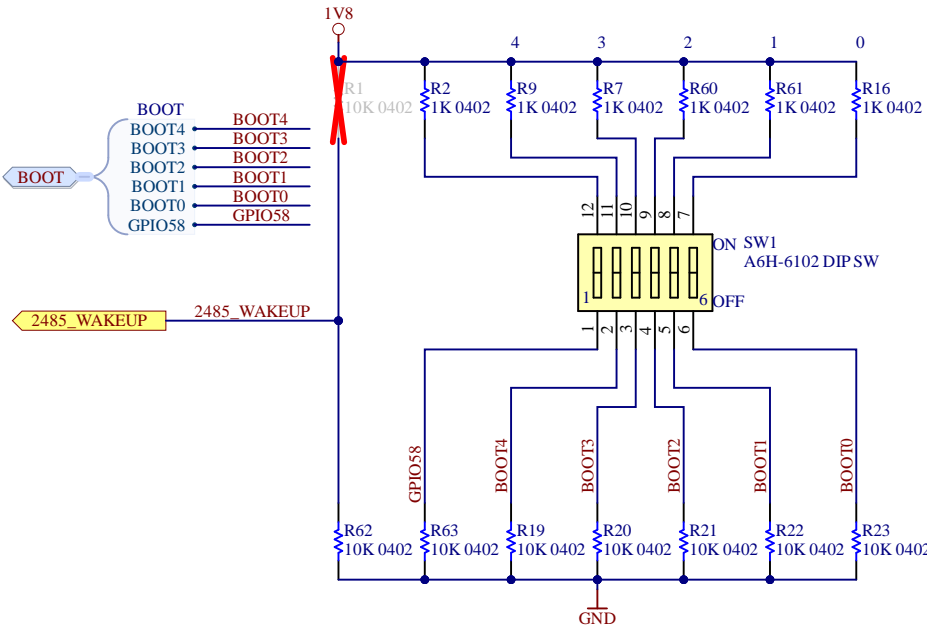 1V8
4 3 2 1 0
R1
10K 0402
R2
1K 0402
R9
1K 0402
R7
1K 0402
R60
1K 0402
R61
1K 0402
R16
1K 0402
BOOT
BOOT
BOOT4 BOOT4
BOOT3 BOOT3
BOOT2 BOOT2
BOOT1 BOOT1
BOOT0 BOOT0
GPIO58 GPIO58
12 11 10 9 8 7
ON SW1
A6H-6102 DIP SW
1 6 OFF
1 2 3 4 5 6
2485_WAKEUP 2485_WAKEUP
GPIO58
BOOT4
BOOT3
BOOT2
BOOT1
BOOT0
R62
10K 0402
R63
10K 0402
R19
10K 0402
R20
10K 0402
R21
10K 0402
R22
10K 0402
R23
10K 0402
GND